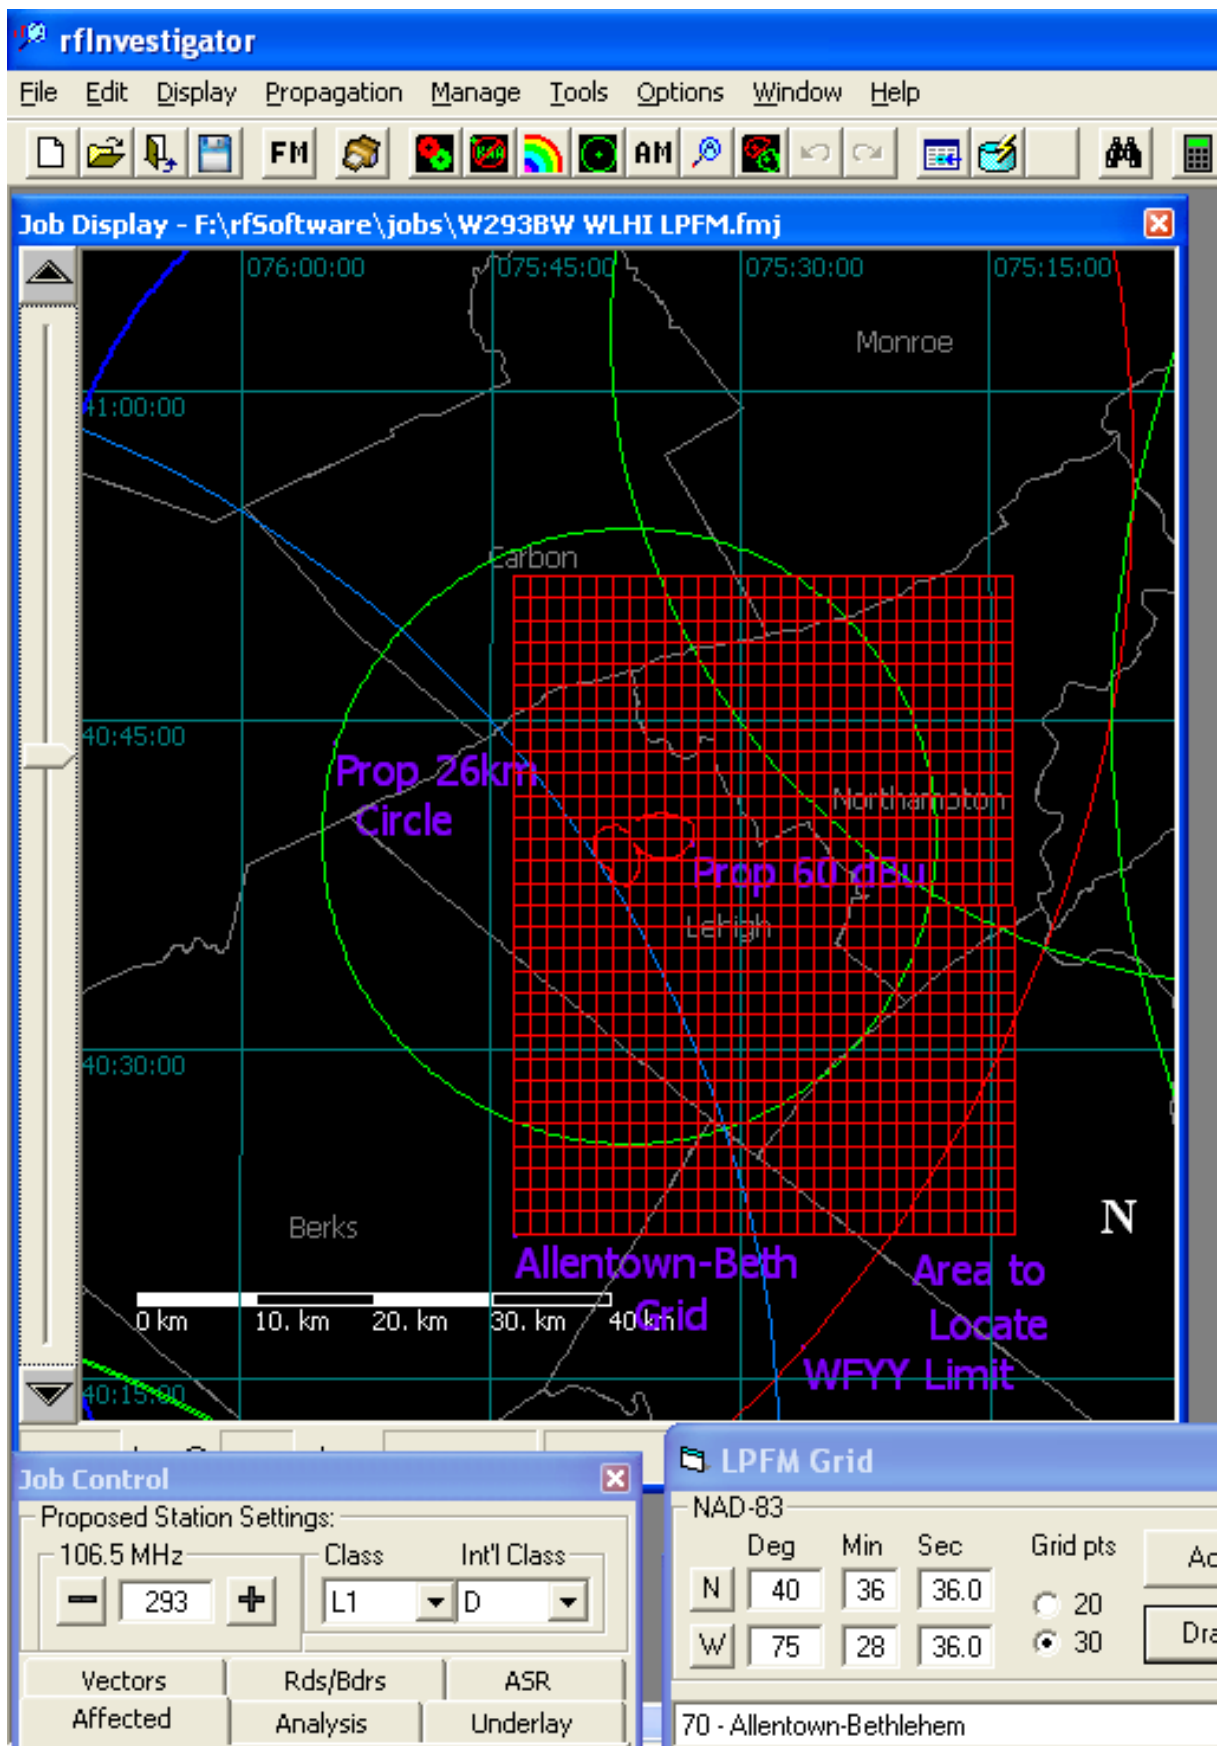 rfInvestigator
File Edit Display Propagation Manage Tools Options Window Help
FM AM
Job Display - F:\rfSoftware\jobs\W293BW WLHI LPFM.fmj
076:00:00 075:45:00 075:30:00 075:15:00
Monroe
41:00:00
Carbon
40:45:00
Prop 26km
Circle
Northampton
Prop 60 dBu
Lehigh
40:30:00
N
Berks
Allentown-Beth
Grid
Area to
Locate
0 km 10. km 20. km 30. km 40 km
WFYY Limit
40:15:00
Job Control
Proposed Station Settings:
106.5 MHz Class Int'l Class
293 L1 D
Vectors Rds/Bdrs ASR
Affected Analysis Underlay
LPFM Grid
NAD-83
Deg Min Sec Grid pts
N 40 36 36.0 20
W 75 28 36.0 30
70 - Allentown-Bethlehem